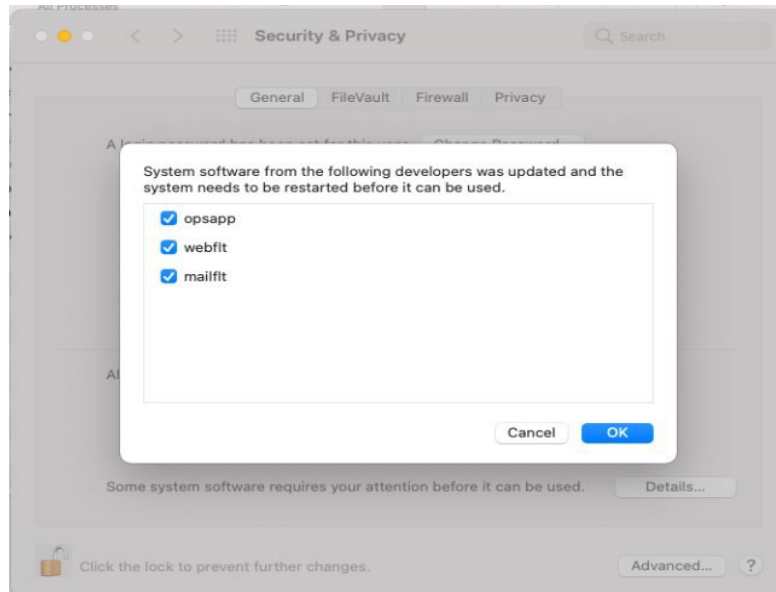 All Processes
Security & Privacy
Search
General FileVault Firewall Privacy
System software from the following developers was updated and the
system needs to be restarted before it can be used.
opsapp
webflt
mailflt
Cancel OK
Some system software requires your attention before it can be used. Details...
Click the lock to prevent further changes. Advanced... ?